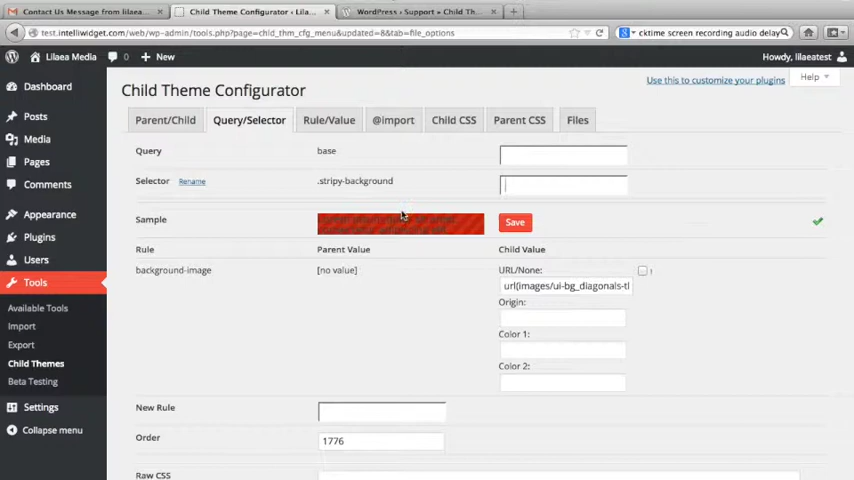 Contact Us Message from lilaea...
Child Theme Configurator ‹ Lila...
WordPress › Support « Child Th...
test.intelliwidget.com/web/wp-admin/tools.php?page=chld_thm_cfg_menu&updated=8&tab=file_options
cktime screen recording audio delay
Lilaea Media
0
+ New
Howdy, lilaeatest
Dashboard
Posts
Media
Pages
Comments
Appearance
Plugins
Users
Tools
Available Tools
Import
Export
Child Themes
Beta Testing
Settings
Collapse menu
Child Theme Configurator
Use this to customize your plugins
Help
Parent/Child
Query/Selector
Rule/Value
@import
Child CSS
Parent CSS
Files
Query
base
Selector
Rename
.stripy-background
Sample
Save
Rule
Parent Value
Child Value
background-image
[no value]
URL/None:
!
url(images/ui-bg_diagonals-tl
Origin:
Color 1:
Color 2:
New Rule
Order
1776
Raw CSS